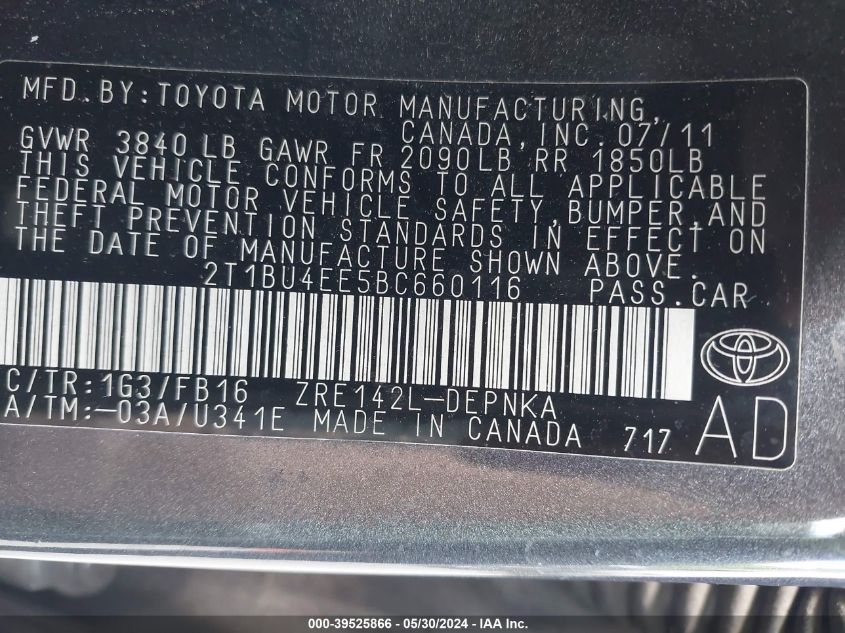 MFD.BY:TOYOTA MOTOR MANUFACTURING,
CANADA,INC. 07/11
GVWR 3840 LB GAWR FR 2090LB RR 1850LB
THIS VEHICLE CONFORMS TO ALL APPLICABLE
FEDERAL MOTOR VEHICLE SAFETY,BUMPER,AND
THEFT PREVENTION STANDARDS IN EFFECT ON
THE DATE OF MANUFACTURE SHOWN ABOVE.
2T1BU4EE5BC660116 PASS.CAR
C/TR:1G3/FB16 ZRE142L-DEPNKA
A/TM:-03A/U341E MADE IN CANADA 717 AD
000-39525866 - 05/30/2024 - IAA Inc.